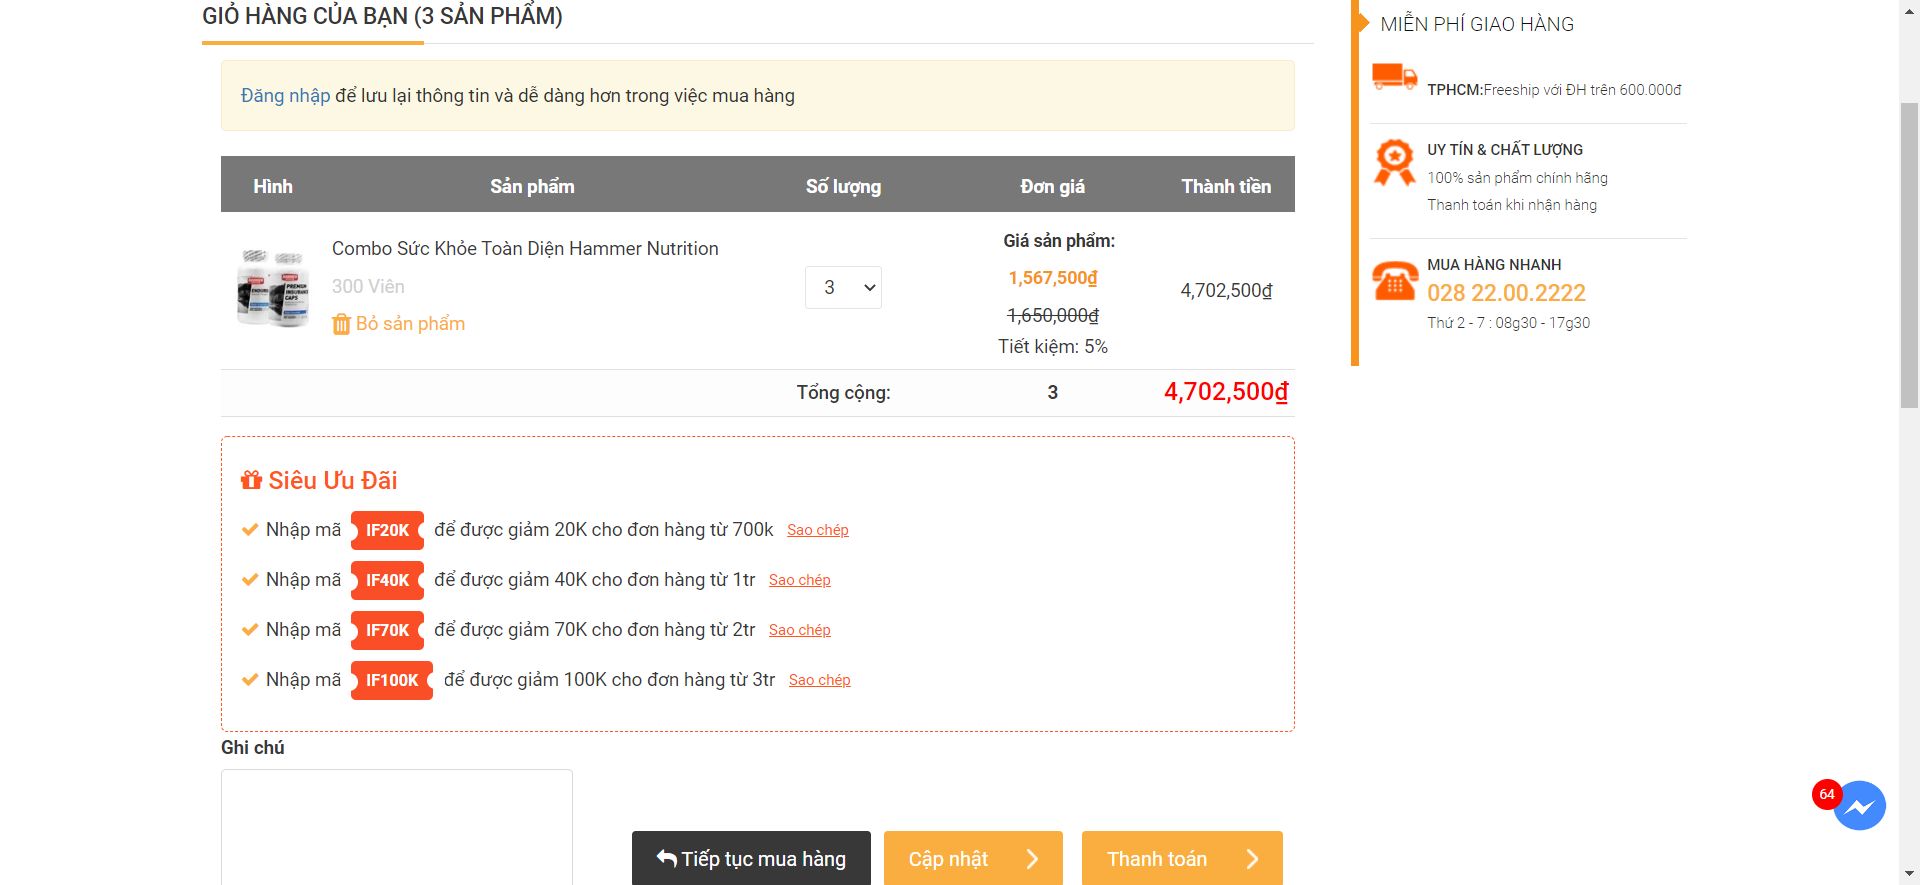 GIỎ HÀNG CỦA BẠN (3 SẢN PHẨM)
Đăng nhập để lưu lại thông tin và dễ dàng hơn trong việc mua hàng
Hình Sản phẩm Số lượng Đơn giá Thành tiền
Combo Sức Khỏe Toàn Diện Hammer Nutrition
300 Viên
Bỏ sản phẩm
3
Giá sản phẩm:
1,567,500₫
1,650,000₫
Tiết kiệm: 5%
4,702,500₫
Tổng cộng: 3 4,702,500₫
Siêu Ưu Đãi
Nhập mã IF20K để được giảm 20K cho đơn hàng từ 700k Sao chép
Nhập mã IF40K để được giảm 40K cho đơn hàng từ 1tr Sao chép
Nhập mã IF70K để được giảm 70K cho đơn hàng từ 2tr Sao chép
Nhập mã IF100K để được giảm 100K cho đơn hàng từ 3tr Sao chép
Ghi chú
Tiếp tục mua hàng Cập nhật Thanh toán
MIỄN PHÍ GIAO HÀNG
TPHCM:Freeship với ĐH trên 600.000đ
UY TÍN & CHẤT LƯỢNG
100% sản phẩm chính hãng
Thanh toán khi nhận hàng
MUA HÀNG NHANH
028 22.00.2222
Thứ 2 - 7 : 08g30 - 17g30
64